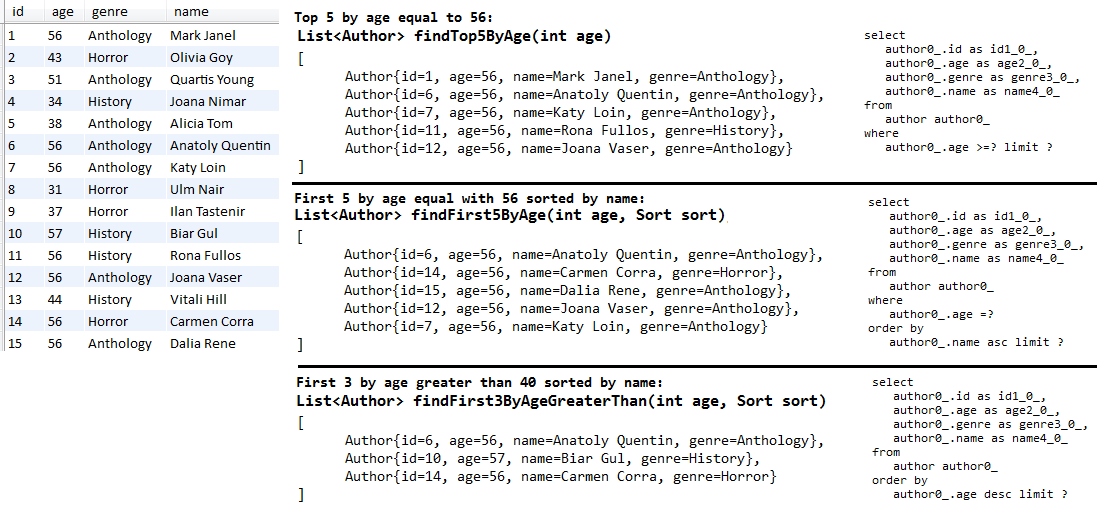 id age genre name
1 56 Anthology Mark Janel
2 43 Horror Olivia Goy
3 51 Anthology Quartis Young
4 34 History Joana Nimar
5 38 Anthology Alicia Tom
6 56 Anthology Anatoly Quentin
7 56 Anthology Katy Loin
8 31 Horror Ulm Nair
9 37 Horror Ilan Tastenir
10 57 History Biar Gul
11 56 History Rona Fullos
12 56 Anthology Joana Vaser
13 44 History Vitali Hill
14 56 Horror Carmen Corra
15 56 Anthology Dalia Rene
Top 5 by age equal to 56:
List<Author> findTop5ByAge(int age)
[
Author{id=1, age=56, name=Mark Janel, genre=Anthology},
Author{id=6, age=56, name=Anatoly Quentin, genre=Anthology},
Author{id=7, age=56, name=Katy Loin, genre=Anthology},
Author{id=11, age=56, name=Rona Fullos, genre=History},
Author{id=12, age=56, name=Joana Vaser, genre=Anthology}
]
select
author0_.id as id1_0_,
author0_.age as age2_0_,
author0_.genre as genre3_0_,
author0_.name as name4_0_
from
author author0_
where
author0_.age >=? limit ?
First 5 by age equal with 56 sorted by name:
List<Author> findFirst5ByAge(int age, Sort sort)
[
Author{id=6, age=56, name=Anatoly Quentin, genre=Anthology},
Author{id=14, age=56, name=Carmen Corra, genre=Horror},
Author{id=15, age=56, name=Dalia Rene, genre=Anthology},
Author{id=12, age=56, name=Joana Vaser, genre=Anthology},
Author{id=7, age=56, name=Katy Loin, genre=Anthology}
]
select
author0_.id as id1_0_,
author0_.age as age2_0_,
author0_.genre as genre3_0_,
author0_.name as name4_0_
from
author author0_
where
author0_.age =?
order by
author0_.name asc limit ?
First 3 by age greater than 40 sorted by name:
List<Author> findFirst3ByAgeGreaterThan(int age, Sort sort)
[
Author{id=6, age=56, name=Anatoly Quentin, genre=Anthology},
Author{id=10, age=57, name=Biar Gul, genre=History},
Author{id=14, age=56, name=Carmen Corra, genre=Horror}
]
select
author0_.id as id1_0_,
author0_.age as age2_0_,
author0_.genre as genre3_0_,
author0_.name as name4_0_
from
author author0_
order by
author0_.age desc limit ?